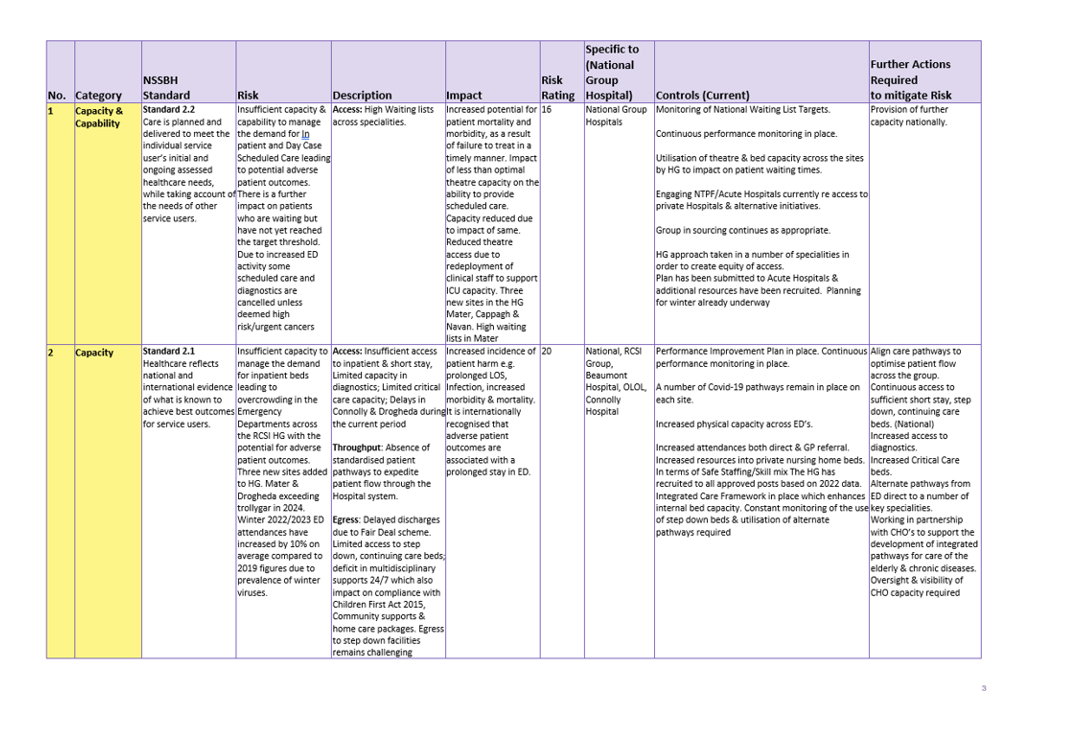 No.
Category
NSSBH
Standard
Risk
Description
Impact
Risk
Rating
Specific to
(National
Group
Hospital)
Controls (Current)
Further Actions
Required
to mitigate Risk
1
Capacity &
Capability
Standard 2.2
Care is planned and
delivered to meet the
individual service
user's initial and
ongoing assessed
healthcare needs,
while taking account of
the needs of other
service users.
Insufficient capacity &
capability to manage
the demand for In
patient and Day Case
Scheduled Care leading
to potential adverse
patient outcomes.
There is a further
impact on patients
who are waiting but
have not yet reached
the target threshold.
Due to increased ED
activity some
scheduled care and
diagnostics are
cancelled unless
deemed high
risk/urgent cancers
Access: High Waiting lists
across specialities.
Increased potential for
patient mortality and
morbidity, as a result
of failure to treat in a
timely manner. Impact
of less than optimal
theatre capacity on the
ability to provide
scheduled care.
Capacity reduced due
to impact of same.
Reduced theatre
access due to
redeployment of
clinical staff to support
ICU capacity. Three
new sites in the HG
Mater, Cappagh &
Navan. High waiting
lists in Mater
16
National Group
Hospitals
Monitoring of National Waiting List Targets.
Continuous performance monitoring in place.
Utilisation of theatre & bed capacity across the sites
by HG to impact on patient waiting times.
Engaging NTPF/Acute Hospitals currently re access to
private Hospitals & alternative initiatives.
Group in sourcing continues as appropriate.
HG approach taken in a number of specialities in
order to create equity of access.
Plan has been submitted to Acute Hospitals &
additional resources have been recruited. Planning
for winter already underway
Provision of further
capacity nationally.
2
Capacity
Standard 2.1
Healthcare reflects
national and
international evidence
of what is known to
achieve best outcomes
for service users.
Insufficient capacity to
manage the demand
for inpatient beds
leading to
overcrowding in the
Emergency
Departments across
the RCSI HG with the
potential for adverse
patient outcomes.
Three new sites added
to HG. Mater &
Drogheda exceeding
trollygar in 2024.
Winter 2022/2023 ED
attendances have
increased by 10% on
average compared to
2019 figures due to
prevalence of winter
viruses.
Access: Insufficient access
to inpatient & short stay,
Limited capacity in
diagnostics; Limited critical
care capacity; Delays in
Connolly & Drogheda during
the current period
Throughput: Absence of
standardised patient
pathways to expedite
patient flow through the
Hospital system.
Egress: Delayed discharges
due to Fair Deal scheme.
Limited access to step
down, continuing care beds;
deficit in multidisciplinary
supports 24/7 which also
impact on compliance with
Children First Act 2015,
Community supports &
home care packages. Egress
to step down facilities
remains challenging
Increased incidence of
patient harm e.g.
prolonged LOS,
Infection, increased
morbidity & mortality.
It is internationally
recognised that
adverse patient
outcomes are
associated with a
prolonged stay in ED.
20
National, RCSI
Group,
Beaumont
Hospital, OLOL,
Connolly
Hospital
Performance Improvement Plan in place. Continuous
performance monitoring in place.
A number of Covid-19 pathways remain in place on
each site.
Increased physical capacity across ED's.
Increased attendances both direct & GP referral.
Increased resources into private nursing home beds.
In terms of Safe Staffing/Skill mix The HG has
recruited to all approved posts based on 2022 data.
Integrated Care Framework in place which enhances
internal bed capacity. Constant monitoring of the use
of step down beds & utilisation of alternate
pathways required
Align care pathways to
optimise patient flow
across the group.
Continuous access to
sufficient short stay, step
down, continuing care
beds. (National)
Increased access to
diagnostics.
Increased Critical Care
beds.
Alternate pathways from
ED direct to a number of
key specialities.
Working in partnership
with CHO's to support the
development of integrated
pathways for care of the
elderly & chronic diseases.
Oversight & visibility of
CHO capacity required
3